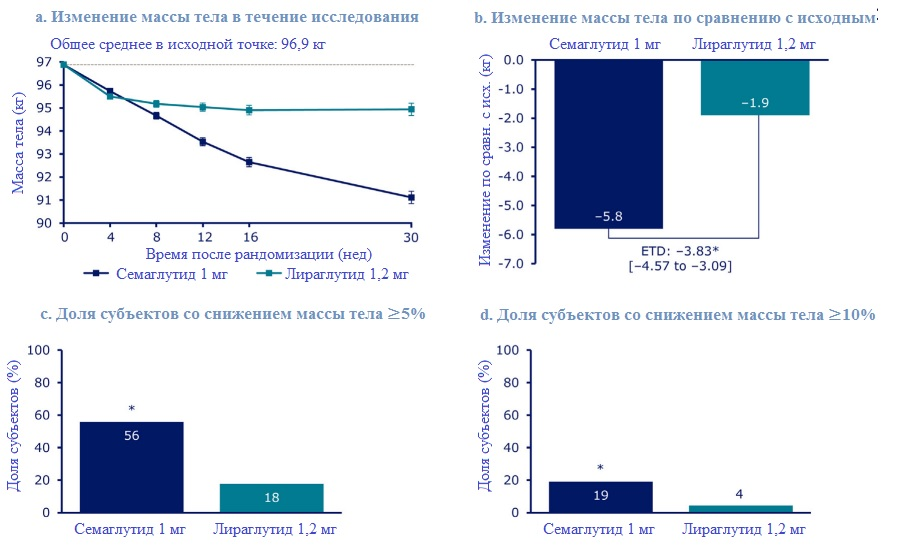 a. Изменение массы тела в течение исследования
Общее среднее в исходной точке: 96,9 кг
Масса тела (кг)
97
96
95
94
93
92
91
90
0 4 8 12 16 30
Время после рандомизации (нед)
Семаглутид 1 мг Лираглутид 1,2 мг
b. Изменение массы тела по сравнению с исходным
Семаглутид 1 мг Лираглутид 1,2 мг
Изменение по сравн. с исх. (кг)
0.0
-1.0
-2.0
-3.0
-4.0
-5.0
-6.0
-7.0
–1.9
–5.8
ETD: –3.83*
[–4.57 to –3.09]
c. Доля субъектов со снижением массы тела ≥5%
Доля субъектов (%)
100
80
60
40
20
0
*
56
18
Семаглутид 1 мг Лираглутид 1,2 мг
d. Доля субъектов со снижением массы тела ≥10%
Доля субъектов (%)
100
80
60
40
20
0
*
19
4
Семаглутид 1 мг Лираглутид 1,2 мг